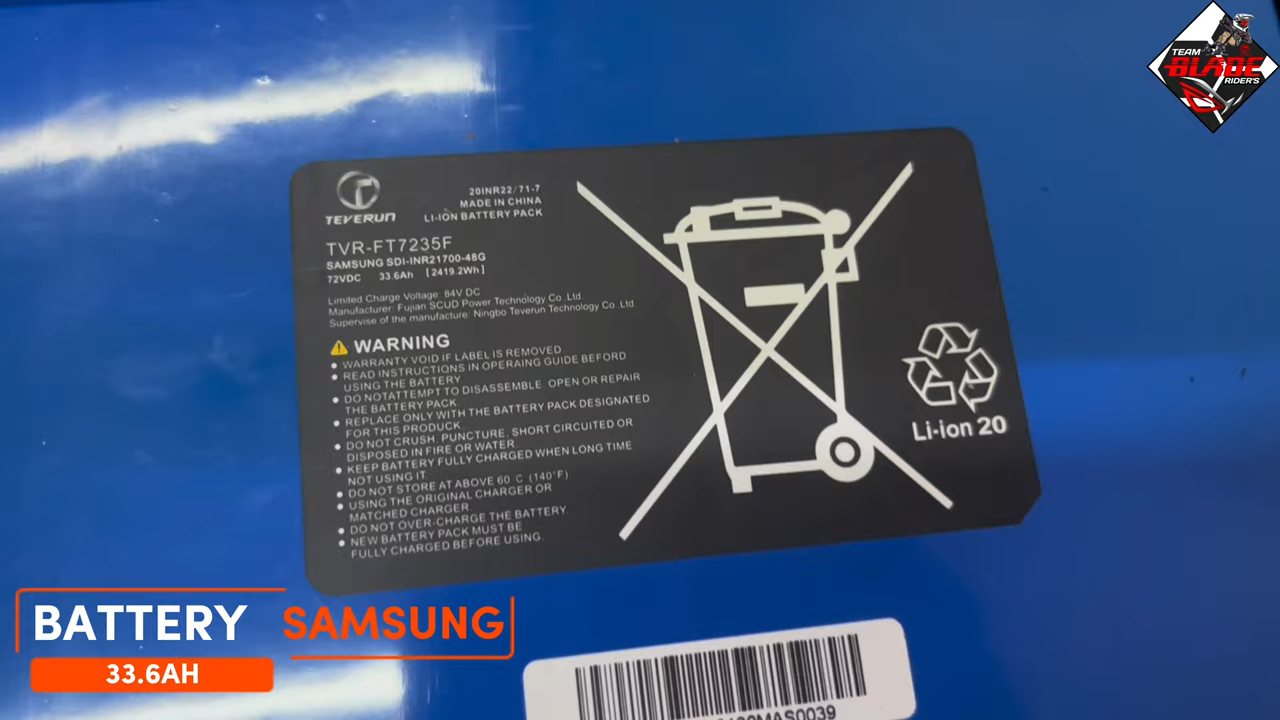 TEAM
BLADE
RIDER'S
TEVERUN
20INR22/71-7
MADE IN CHINA
LI-ION BATTERY PACK
TVR-FT7235F
SAMSUNG SDI-INR21700-48G
72VDC 33.6Ah [2419.2Wh]
Limited Charge Voltage: 84V DC
Manufacturer: Fujian SCUD Power Technology Co.,Ltd.
Supervise of the manufacture: Ningbo Teverun Technology Co.,Ltd.
WARNING
● WARRANTY VOID IF LABEL IS REMOVED
● READ INSTRUCTIONS IN OPERAING GUIDE BEFORD
USING THE BATTERY
● DO NOTATTEMPT TO DISASSEMBLE OPEN OR REPAIR
THE BATTERY PACK
● REPLACE ONLY WITH THE BATTERY PACK DESIGNATED
FOR THIS PRODUCK
● DO NOT CRUSH, PUNCTURE, SHORT CIRCUITED OR
DISPOSED IN FIRE OR WATER.
● KEEP BATTERY FULLY CHARGED WHEN LONG TIME
NOT USING IT
● DO NOT STORE AT ABOVE 60 C (140°F)
● USING THE ORIGINAL CHARGER OR
MATCHED CHARGER
● DO NOT OVER-CHARGE THE BATTERY.
● NEW BATTERY PACK MUST BE
FULLY CHARGED BEFORE USING.
Li-ion 20
BATTERY SAMSUNG
33.6AH